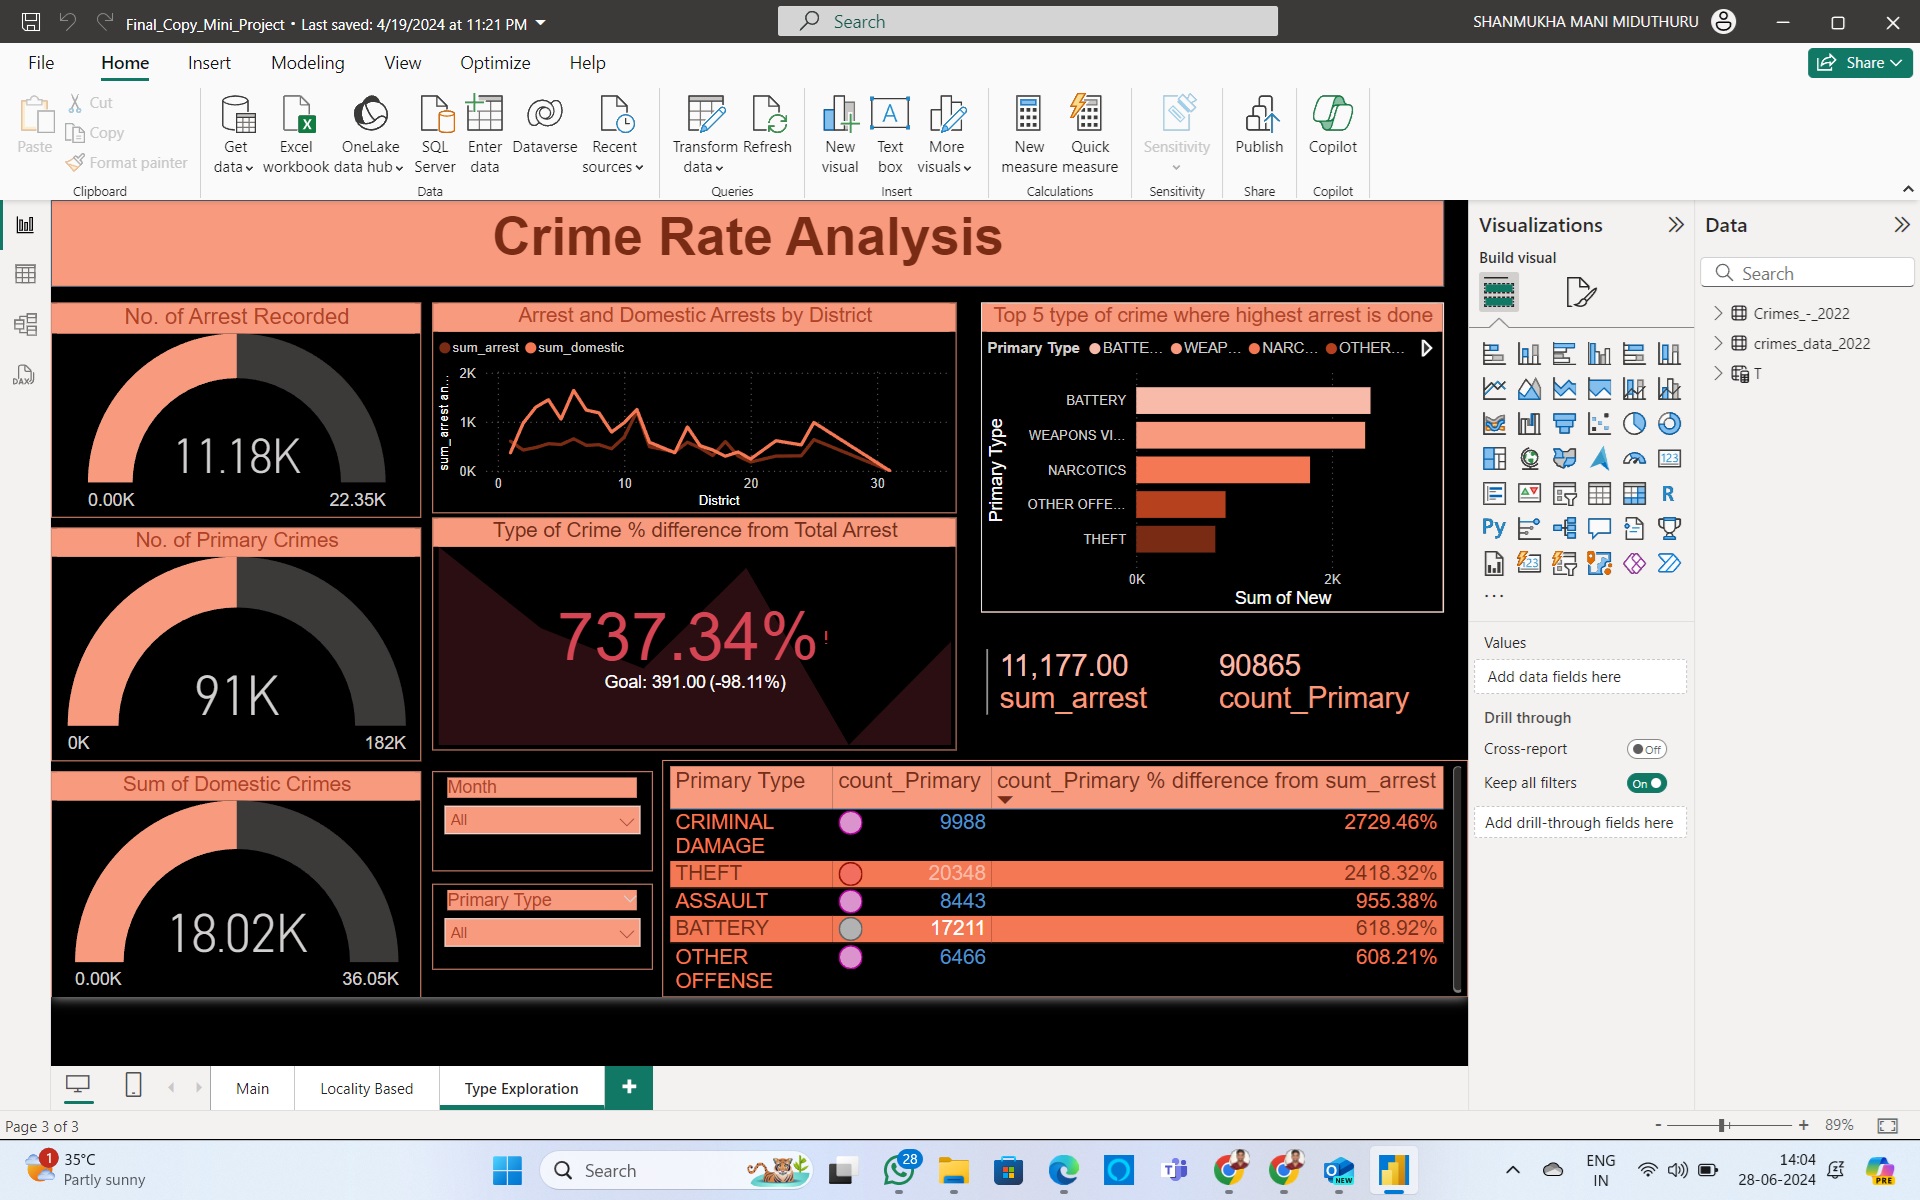 Final_Copy_Mini_Project • Last saved: 4/19/2024 at 11:21 PM
Search
SHANMUKHA MANI MIDUTHURU
File Home Insert Modeling View Optimize Help
Share
Paste
Cut
Copy
Format painter
Clipboard
Get data
Excel workbook
OneLake data hub
SQL Server
Enter data
Dataverse
Recent sources
Data
Transform data
Refresh
Queries
New visual
Text box
More visuals
Insert
New measure
Quick measure
Calculations
Sensitivity
Sensitivity
Publish
Share
Copilot
Copilot
Crime Rate Analysis
No. of Arrest Recorded
11.18K
0.00K 22.35K
No. of Primary Crimes
91K
0K 182K
Sum of Domestic Crimes
18.02K
0.00K 36.05K
Arrest and Domestic Arrests by District
sum_arrest sum_domestic
sum_arrest an...
2K
1K
0K
0 10 20 30
District
Type of Crime % difference from Total Arrest
737.34%!
Goal: 391.00 (-98.11%)
Top 5 type of crime where highest arrest is done
Primary Type BATTE... WEAP... NARC... OTHER...
Primary Type
BATTERY
WEAPONS VI...
NARCOTICS
OTHER OFFE...
THEFT
0K 2K
Sum of New
11,177.00
sum_arrest
90865
count_Primary
Month
All
Primary Type
All
Primary Type count_Primary count_Primary % difference from sum_arrest
CRIMINAL DAMAGE 9988 2729.46%
THEFT 20348 2418.32%
ASSAULT 8443 955.38%
BATTERY 17211 618.92%
OTHER OFFENSE 6466 608.21%
Visualizations
Build visual
123
R
Py
123
...
Values
Add data fields here
Drill through
Cross-report Off
Keep all filters On
Add drill-through fields here
Data
Search
Crimes_-_2022
crimes_data_2022
T
DAX
Main Locality Based Type Exploration +
Page 3 of 3
- + 89%
1
35°C
Partly sunny
Search
28
NEW
ENG
IN
14:04
28-06-2024
PRE